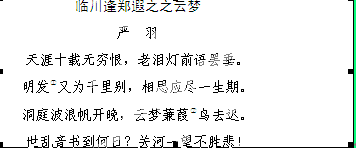 临川逢郑遐之之云梦
严 羽
天涯十载无穷恨，老泪灯前语罢垂。
明发①又为千里别，相思应尽一生期。
洞庭波浪帆开晚，云梦蒹葭②鸟去迟。
世乱音书到何日？关河一望不胜悲！